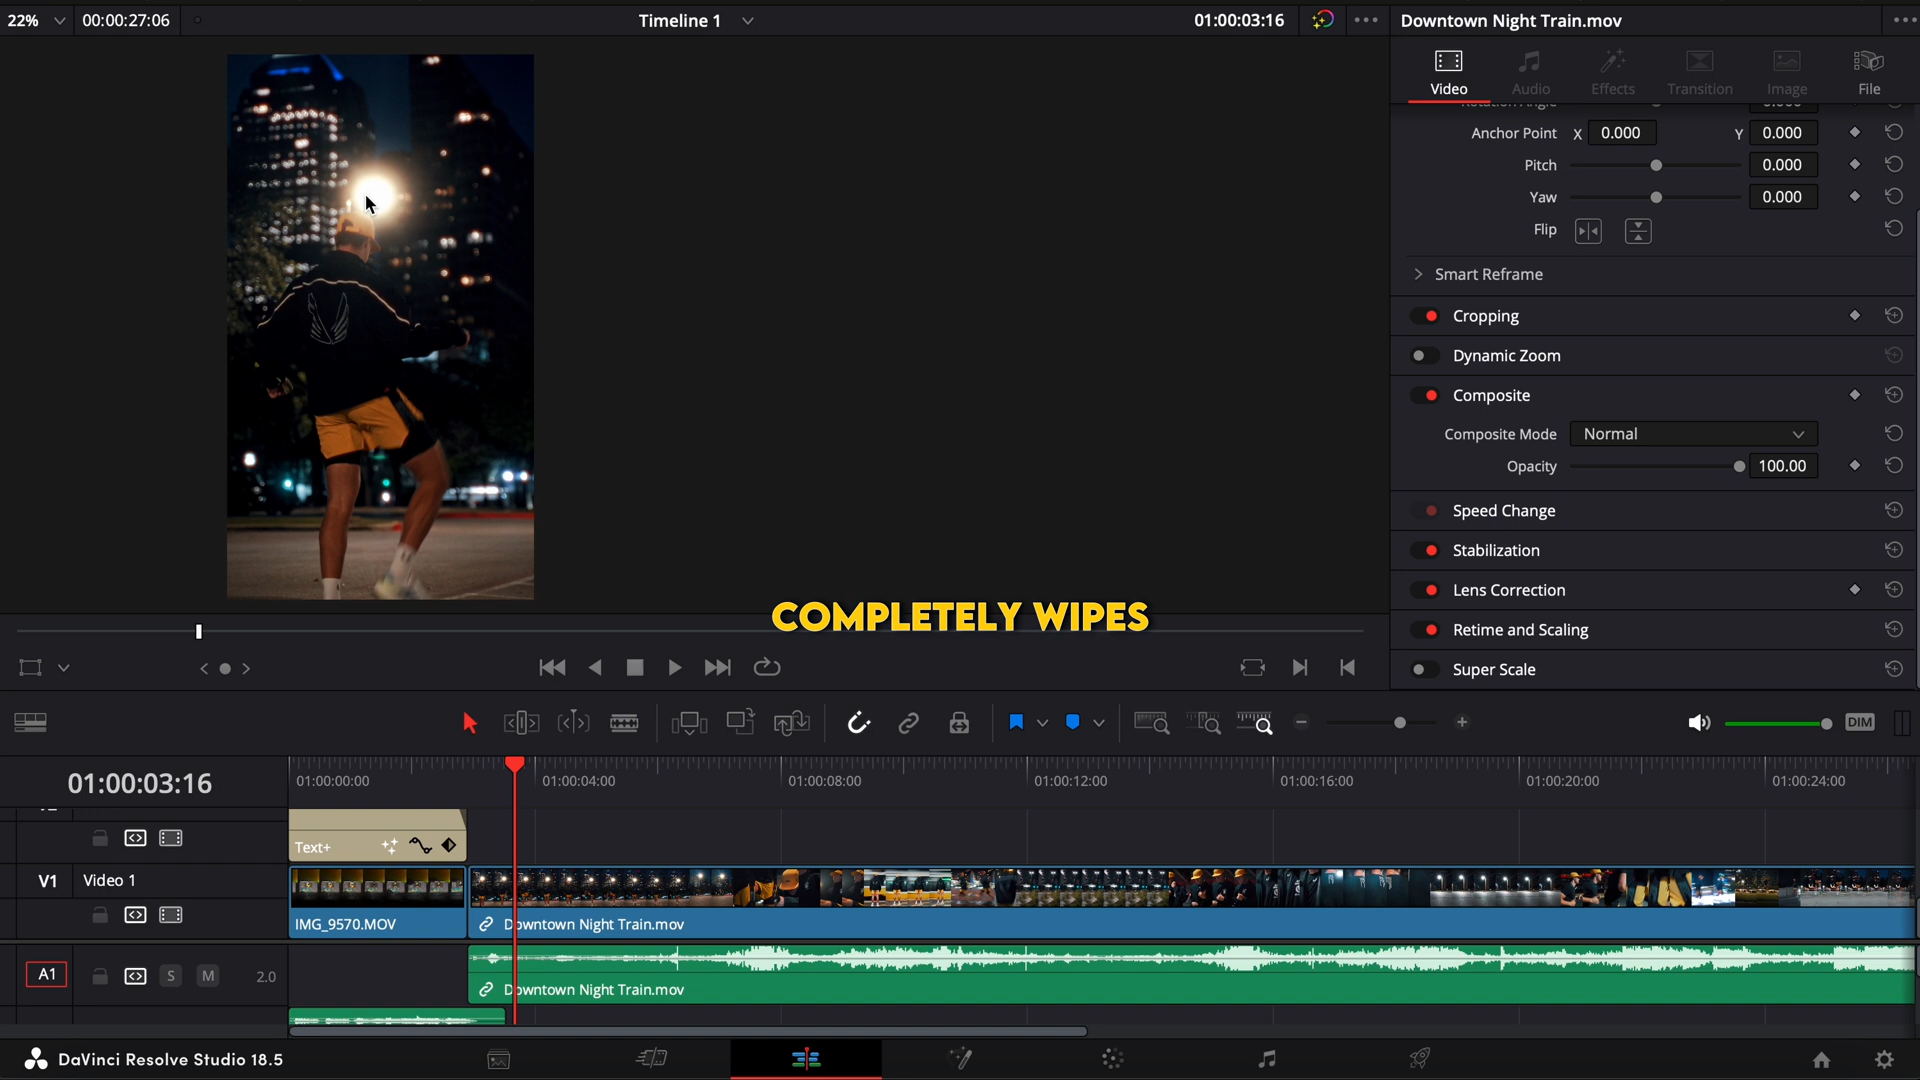 22%
00:00:27:06
Timeline 1
01:00:03:16
Downtown Night Train.mov
Video
Audio
Effects
Transition
Image
File
Anchor Point X 0.000 Y 0.000
Pitch 0.000
Yaw 0.000
Flip
Smart Reframe
Cropping
Dynamic Zoom
Composite
Composite Mode Normal
Opacity 100.00
Speed Change
Stabilization
Lens Correction
Retime and Scaling
Super Scale
COMPLETELY WIPES
DIM
01:00:03:16
01:00:00:00
01:00:04:00
01:00:08:00
01:00:12:00
01:00:16:00
01:00:20:00
01:00:24:00
Text+
V1 Video 1
IMG_9570.MOV
Downtown Night Train.mov
A1 S M 2.0
Downtown Night Train.mov
DaVinci Resolve Studio 18.5